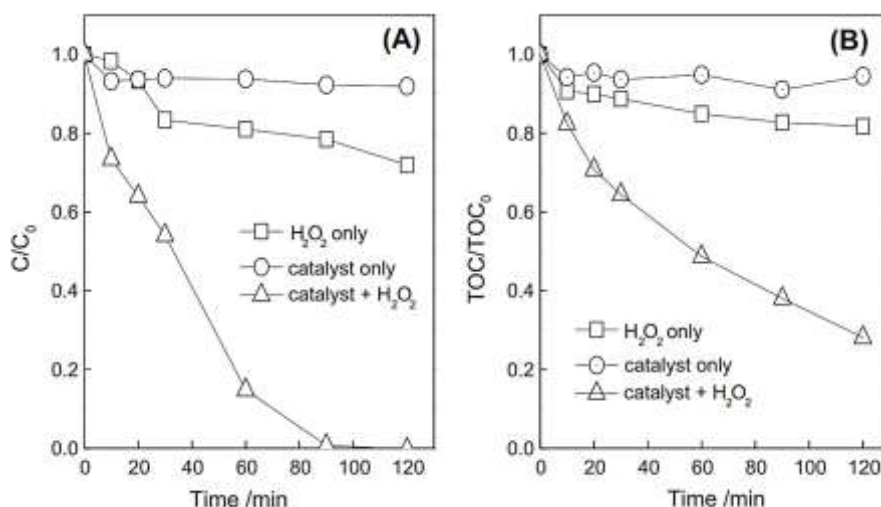 (A)
1.0
0.8
0.6
0.4
0.2
0.0
C/C₀
H₂O₂ only
catalyst only
catalyst + H₂O₂
0 20 40 60 80 100 120
Time /min
(B)
1.0
0.8
0.6
0.4
0.2
0.0
TOC/TOC₀
H₂O₂ only
catalyst only
catalyst + H₂O₂
0 20 40 60 80 100 120
Time /min